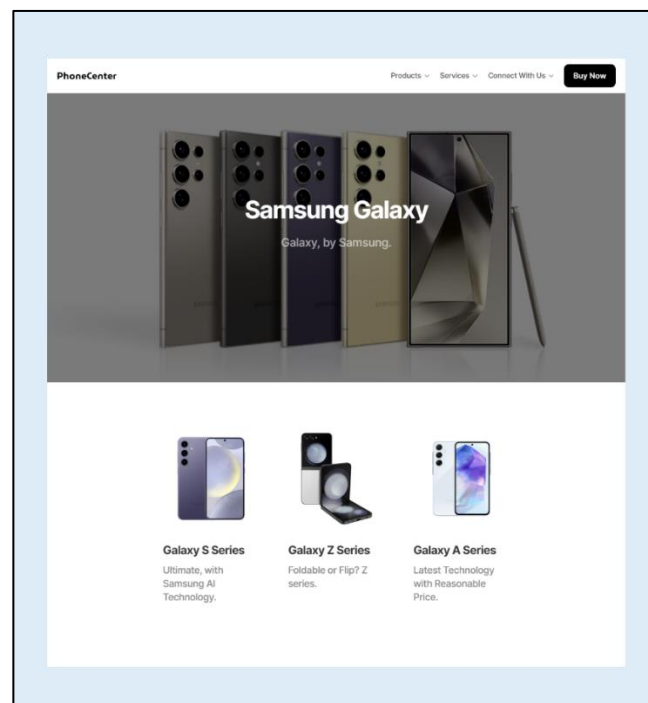 PhoneCenter
Products Services Connect With Us Buy Now
Samsung Galaxy
Galaxy, by Samsung.
Galaxy S Series Galaxy Z Series Galaxy A Series
Ultimate, with Foldable or Flip? Z Latest Technology
Samsung AI series. with Reasonable
Technology. Price.